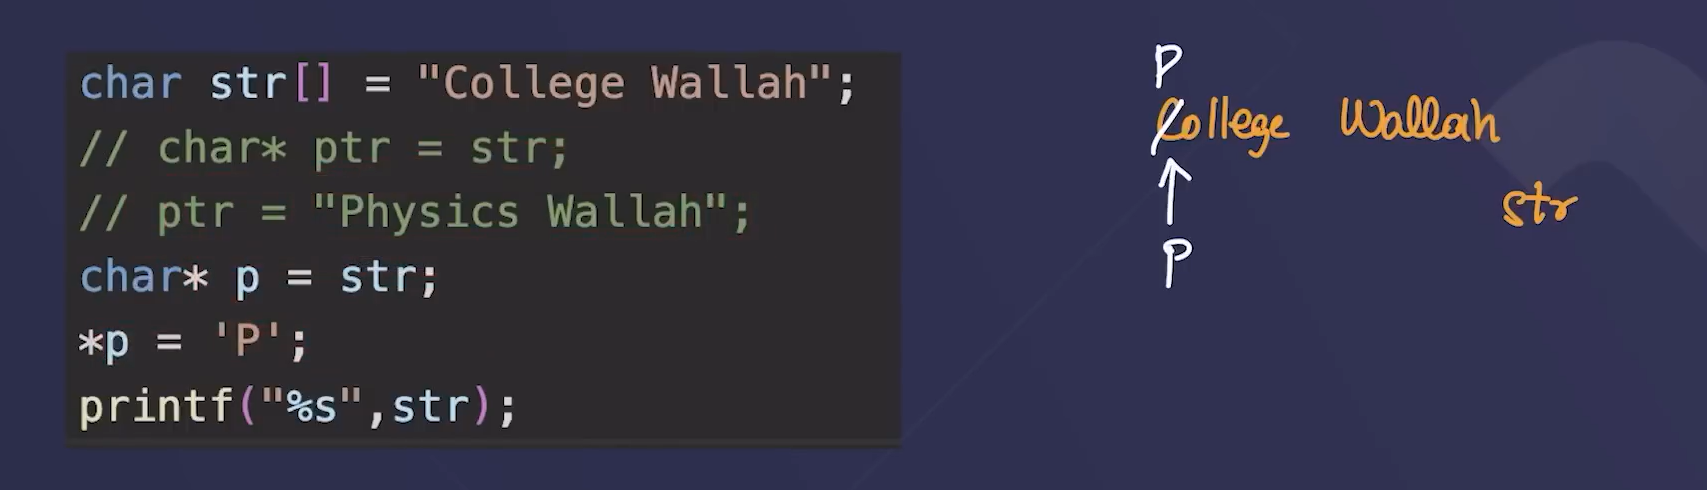 char str[] = "College Wallah";
// char* ptr = str;
// ptr = "Physics Wallah";
char* p = str;
*p = 'P';
printf("%s",str);
P
College Wallah
str
P